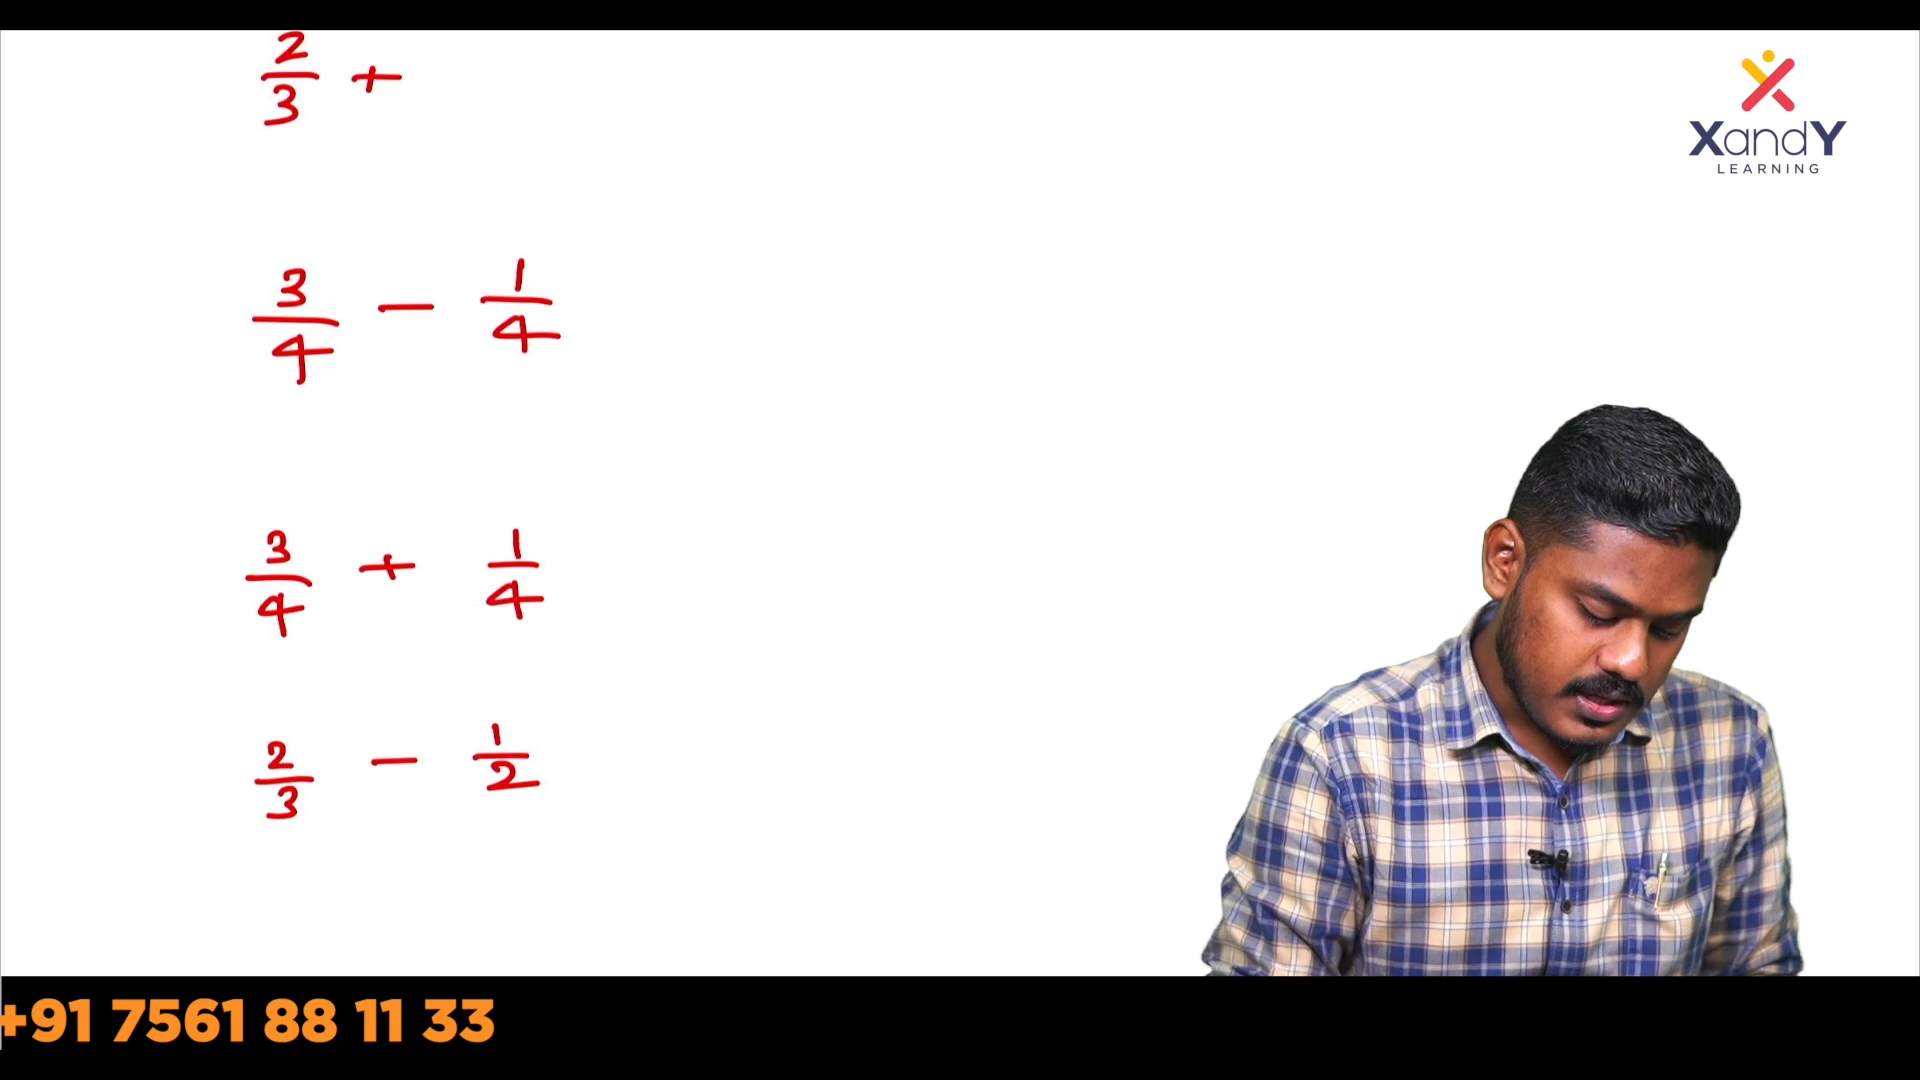 2/3 +
XandY
LEARNING
3/4 - 1/4
3/4 + 1/4
2/3 - 1/2
+91 7561 88 11 33